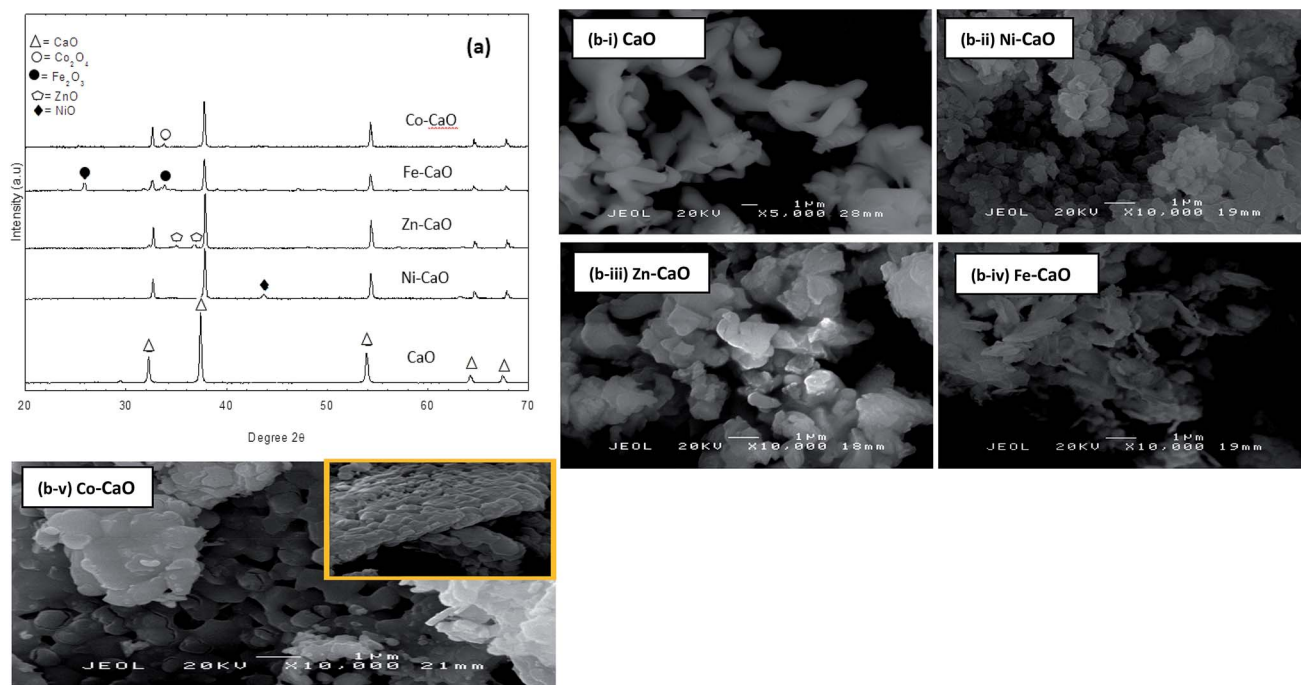 (a)
△= CaO
○= Co₂O₄
●= Fe₂O₃
⬠= ZnO
◆= NiO
Co-CaO
Fe-CaO
Zn-CaO
Ni-CaO
CaO
Intensity (a.u)
20 30 40 50 60 70
Degree 2θ
(b-i) CaO
1µm
JEOL 20KV X5,000 28mm
(b-ii) Ni-CaO
1µm
JEOL 20KV X10,000 19mm
(b-iii) Zn-CaO
1µm
JEOL 20KV X10,000 18mm
(b-iv) Fe-CaO
1µm
JEOL 20KV X10,000 19mm
(b-v) Co-CaO
1µm
JEOL 20KV X10,000 21mm